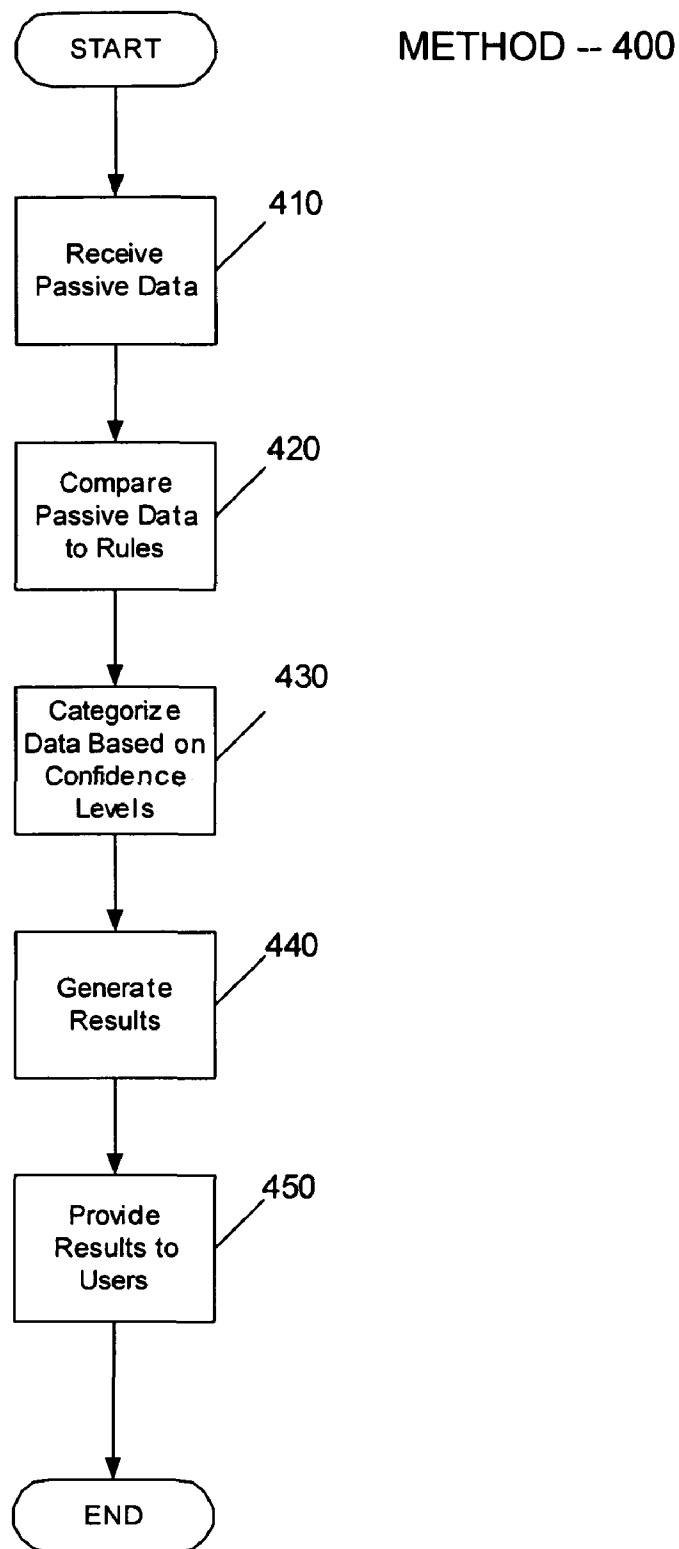 START
METHOD -- 400
410
Receive
Passive Data
420
Compare
Passive Data
to Rules
430
Categorize
Data Based on
Confidence
Levels
440
Generate
Results
450
Provide
Results to
Users
END